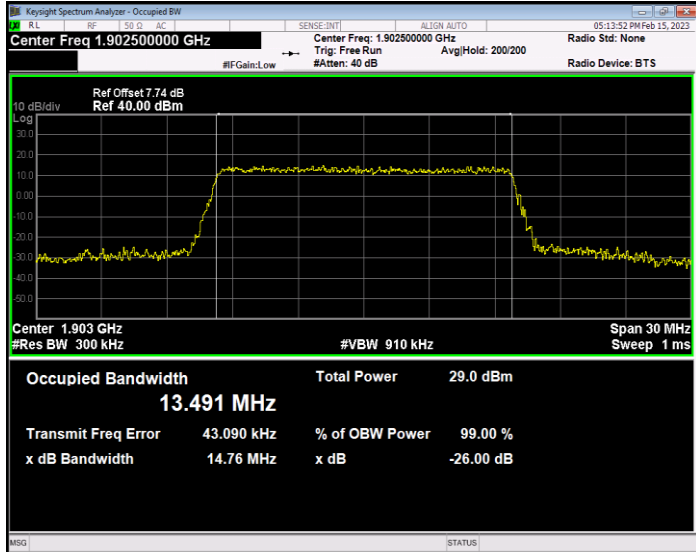 Keysight Spectrum Analyzer - Occupied BW
RL RF 50 Ω AC SENSE:INT ALIGN AUTO 05:13:52 PM Feb 15, 2023
Center Freq 1.902500000 GHz
Center Freq: 1.902500000 GHz Radio Std: None
Trig: Free Run Avg|Hold: 200/200
#IFGain:Low #Atten: 40 dB Radio Device: BTS
Ref Offset 7.74 dB
10 dB/div Ref 40.00 dBm
Log
30.0
20.0
10.0
0.00
-10.0
-20.0
-30.0
-40.0
-50.0
Center 1.903 GHz Span 30 MHz
#Res BW 300 kHz #VBW 910 kHz Sweep 1 ms
Occupied Bandwidth Total Power 29.0 dBm
13.491 MHz
Transmit Freq Error 43.090 kHz % of OBW Power 99.00 %
x dB Bandwidth 14.76 MHz x dB -26.00 dB
MSG STATUS